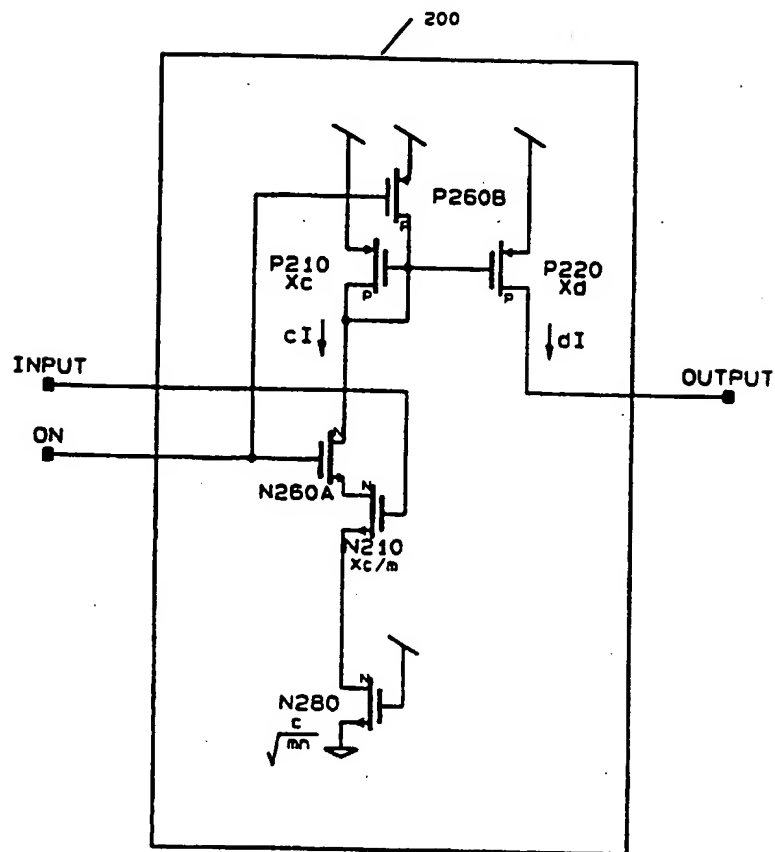 200
P260B
P
P210
Xc
P
P220
Xd
P
cI
dI
INPUT
OUTPUT
ON
N
N260A
N
N210
Xc/m
N
N280
√c/mn